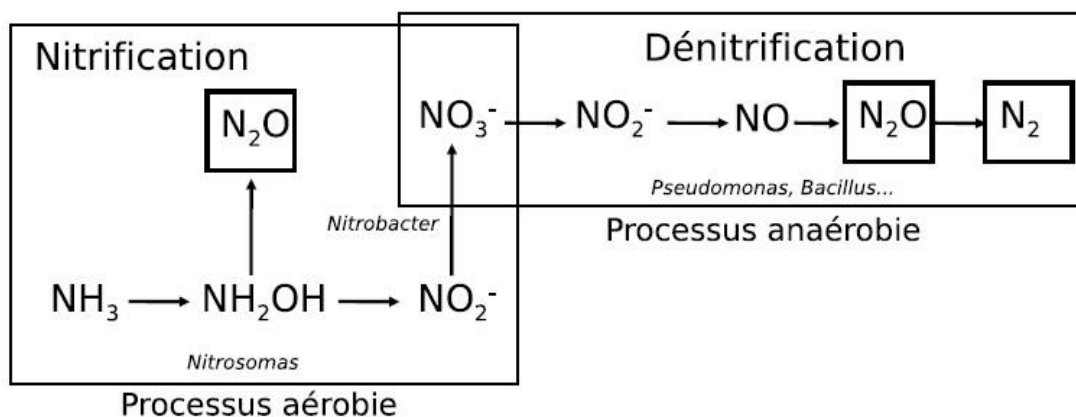 Nitrification
N₂O
NH₃ → NH₂OH → NO₂⁻
Nitrobacter
Nitrosomas
Processus aérobie
Dénitrification
NO₃⁻ → NO₂⁻ → NO → N₂O → N₂
Pseudomonas, Bacillus...
Processus anaérobie